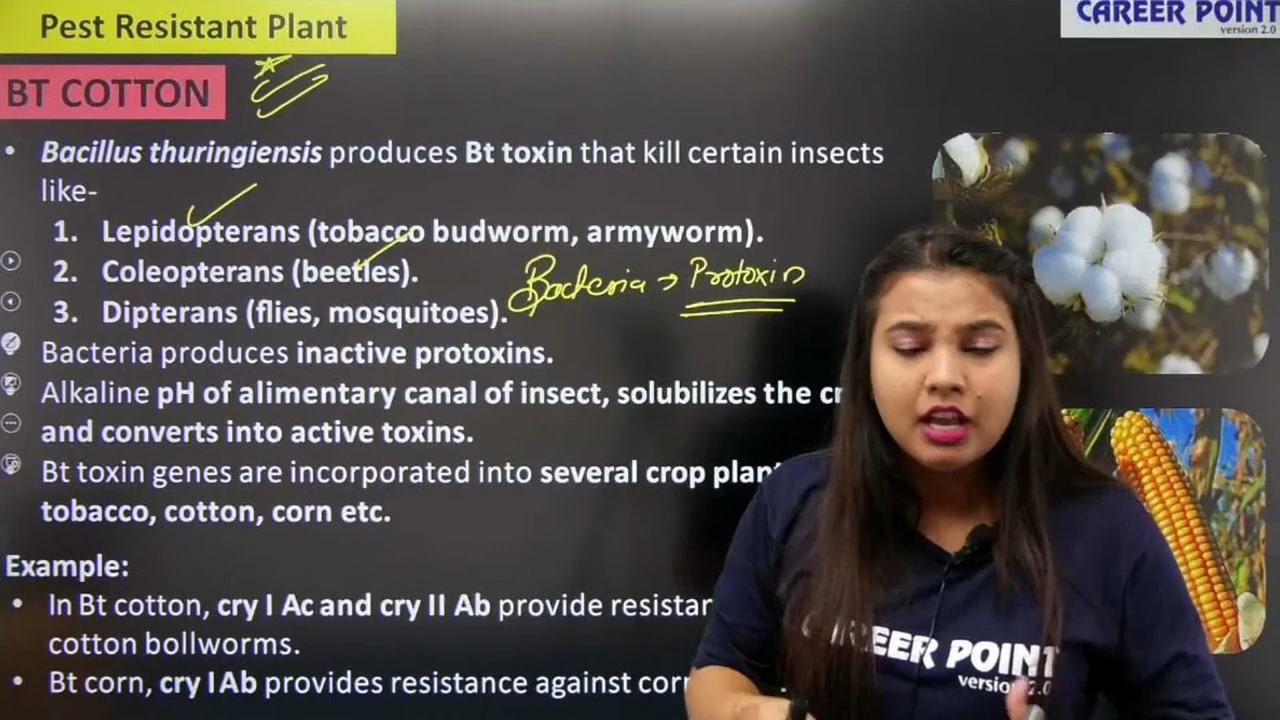 Pest Resistant Plant
CAREER POINT
version 2.0
BT COTTON
• Bacillus thuringiensis produces Bt toxin that kill certain insects
like-
1. Lepidopterans (tobacco budworm, armyworm).
2. Coleopterans (beetles).
Bacteria → Protoxin
3. Dipterans (flies, mosquitoes).
Bacteria produces inactive protoxins.
Alkaline pH of alimentary canal of insect, solubilizes the
and converts into active toxins.
Bt toxin genes are incorporated into several crop
tobacco, cotton, corn etc.
Example:
• In Bt cotton, cry I Ac and cry II Ab provide
cotton bollworms.
• Bt corn, cry I Ab provides resistance against
CAREER POINT
version 2.0